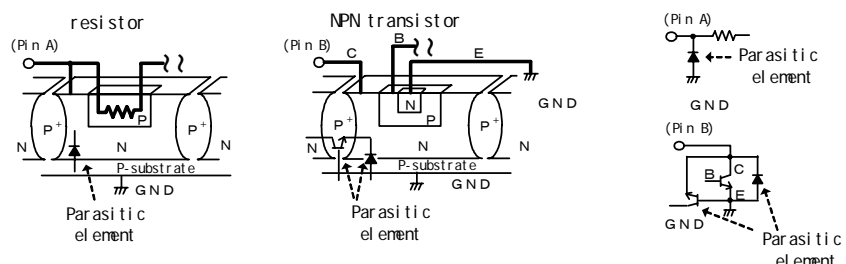 resistor
(Pin A)
P+
P
P+
N
N
N
P-substrate
GND
Parasitic
element
NPN transistor
(Pin B)
C
B
E
GND
P+
N
P
P+
N
N
N
P-substrate
GND
Parasitic
element
(Pin A)
Parasitic
element
GND
(Pin B)
B
C
E
GND
Parasitic
element